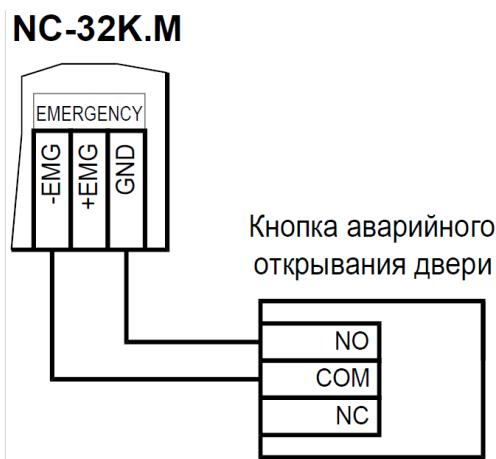 NC-32K.M
EMERGENCY
-EMG
+EMG
GND
Кнопка аварийного
открывания двери
NO
COM
NC